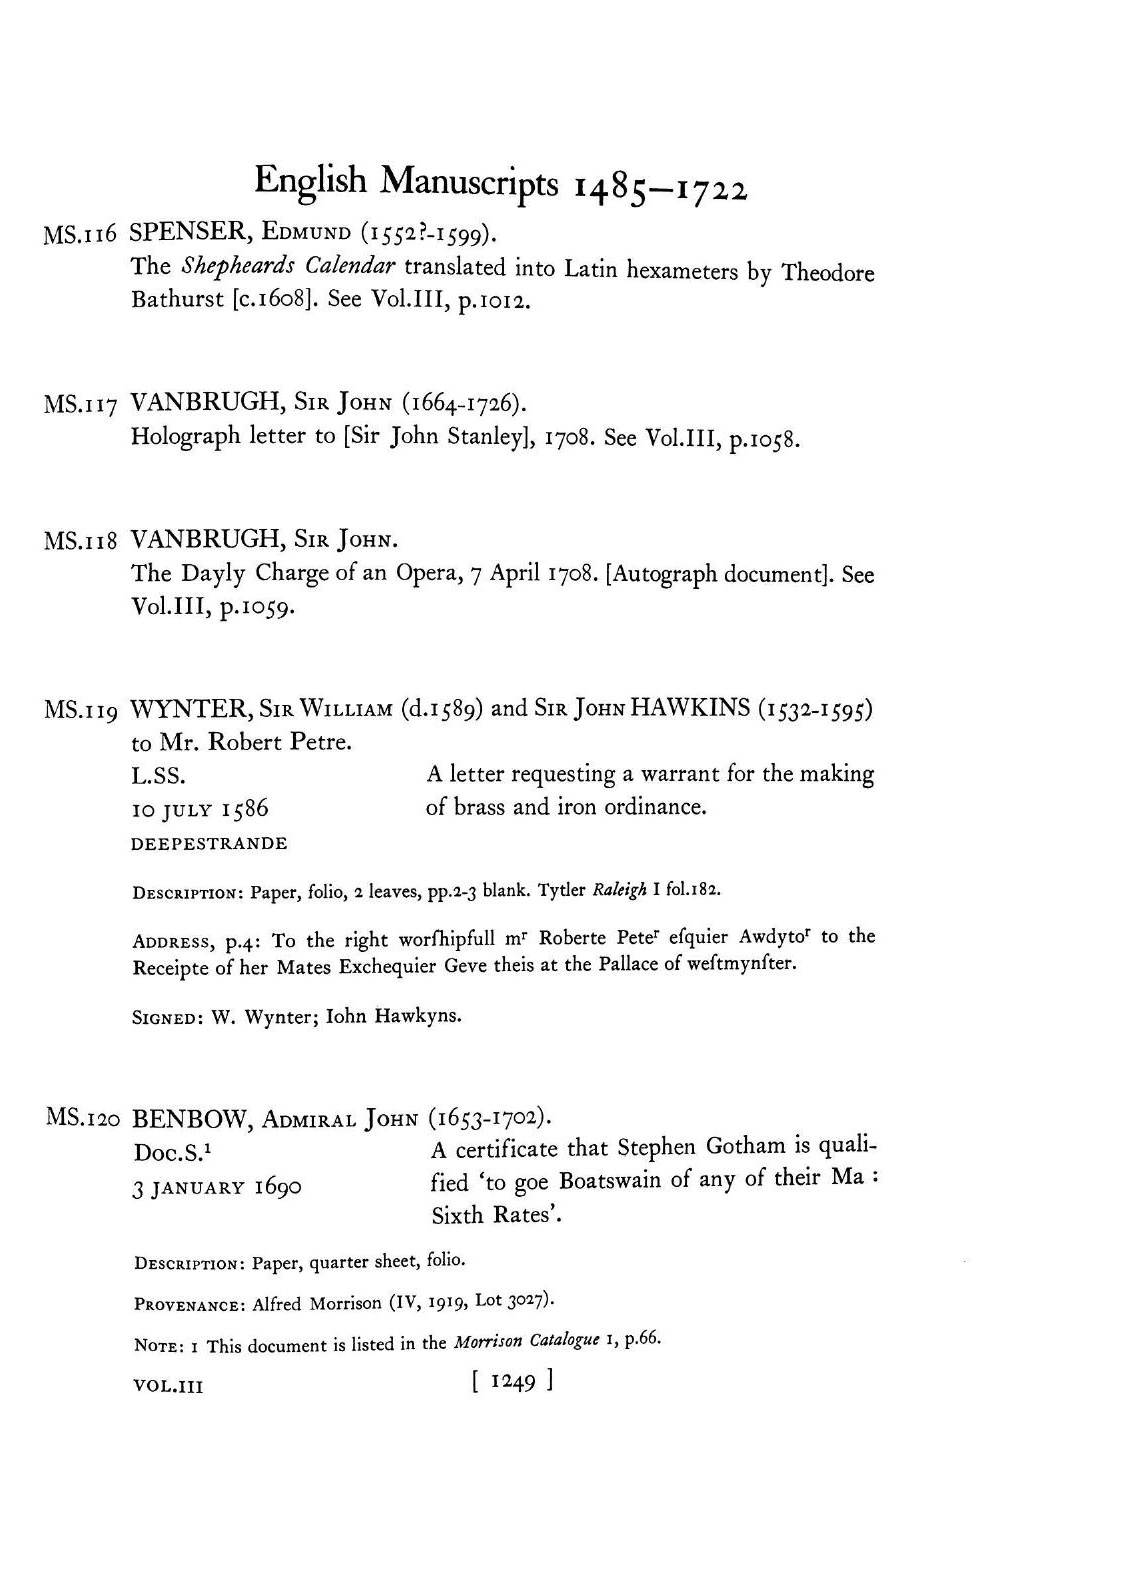 English Manuscripts 1485–1722
MS.116 SPENSER, EDMUND (1552?-1599).
The Shepheards Calendar translated into Latin hexameters by Theodore
Bathurst [c.1608]. See Vol.III, p.1012.
MS.117 VANBRUGH, SIR JOHN (1664-1726).
Holograph letter to [Sir John Stanley], 1708. See Vol.III, p.1058.
MS.118 VANBRUGH, SIR JOHN.
The Dayly Charge of an Opera, 7 April 1708. [Autograph document]. See
Vol.III, p.1059.
MS.119 WYNTER, SIR WILLIAM (d.1589) and SIR JOHN HAWKINS (1532-1595)
to Mr. Robert Petre.
L.SS. A letter requesting a warrant for the making
10 JULY 1586 of brass and iron ordinance.
DEEPESTRANDE
DESCRIPTION: Paper, folio, 2 leaves, pp.2-3 blank. Tytler Raleigh I fol.182.
ADDRESS, p.4: To the right worſhipfull mʳ Roberte Peteʳ eſquier Awdytoʳ to the
Receipte of her Mates Exchequier Geve theis at the Pallace of weſtmynſter.
SIGNED: W. Wynter; Iohn Hawkyns.
MS.120 BENBOW, ADMIRAL JOHN (1653-1702).
Doc.S.¹ A certificate that Stephen Gotham is quali-
3 JANUARY 1690 fied ‘to goe Boatswain of any of their Ma :
Sixth Rates’.
DESCRIPTION: Paper, quarter sheet, folio.
PROVENANCE: Alfred Morrison (IV, 1919, Lot 3027).
NOTE: 1 This document is listed in the Morrison Catalogue 1, p.66.
VOL.III [ 1249 ]